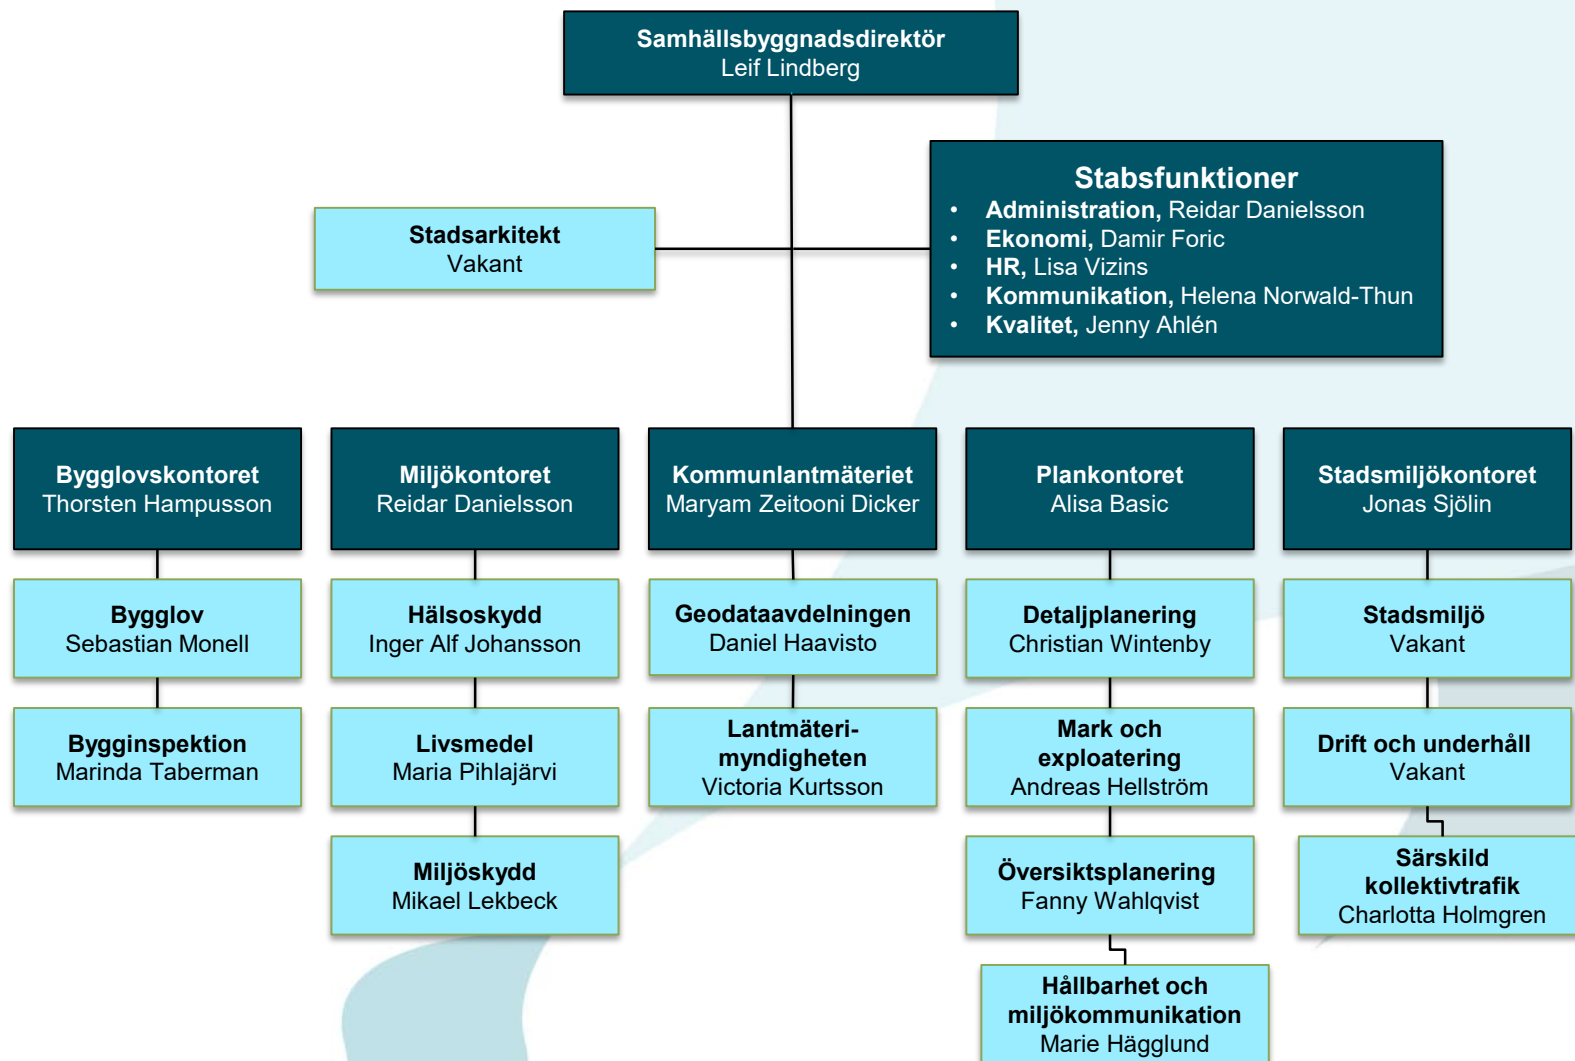 Samhällsbyggnadsdirektör
Leif Lindberg
Stabsfunktioner
• Administration, Reidar Danielsson
• Ekonomi, Damir Foric
• HR, Lisa Vizins
• Kommunikation, Helena Norwald-Thun
• Kvalitet, Jenny Ahlén
Stadsarkitekt
Vakant
Bygglovskontoret
Thorsten Hampusson
Bygglov
Sebastian Monell
Bygginspektion
Marinda Taberman
Miljökontoret
Reidar Danielsson
Hälsoskydd
Inger Alf Johansson
Livsmedel
Maria Pihlajärvi
Miljöskydd
Mikael Lekbeck
Kommunlantmäteriet
Maryam Zeitooni Dicker
Geodataavdelningen
Daniel Haavisto
Lantmäteri-
myndigheten
Victoria Kurtsson
Plankontoret
Alisa Basic
Detaljplanering
Christian Wintenby
Mark och
exploatering
Andreas Hellström
Översiktsplanering
Fanny Wahlqvist
Hållbarhet och
miljökommunikation
Marie Hägglund
Stadsmiljökontoret
Jonas Sjölin
Stadsmiljö
Vakant
Drift och underhåll
Vakant
Särskild
kollektivtrafik
Charlotta Holmgren